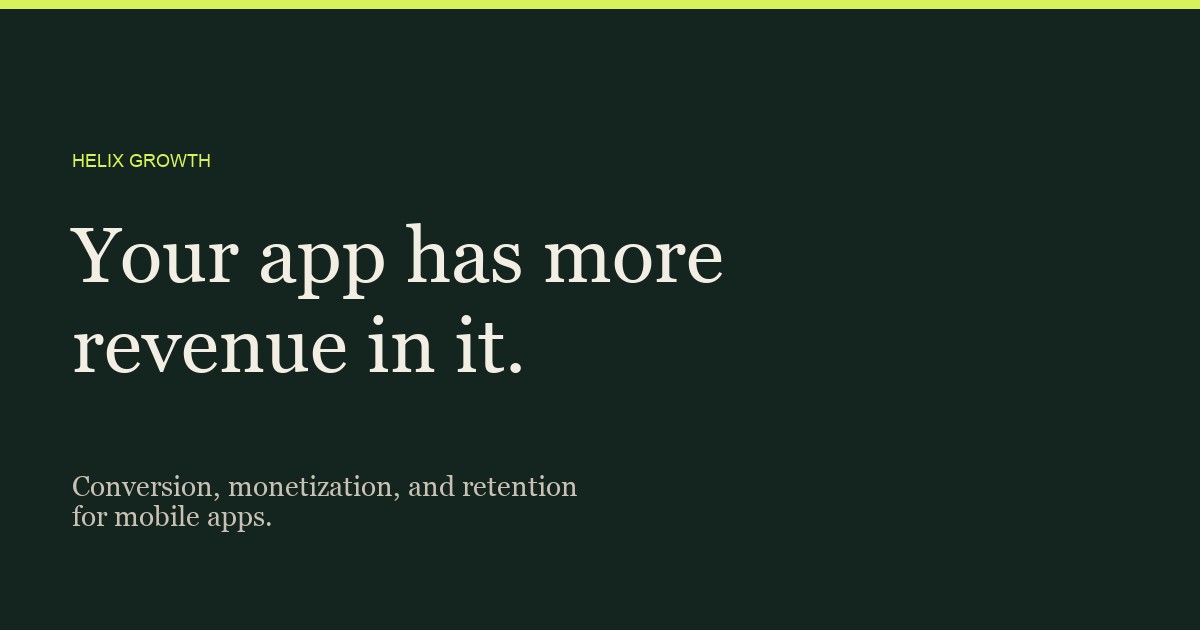 HELIX GROWTH
Your app has more
revenue in it.
Conversion, monetization, and retention
for mobile apps.